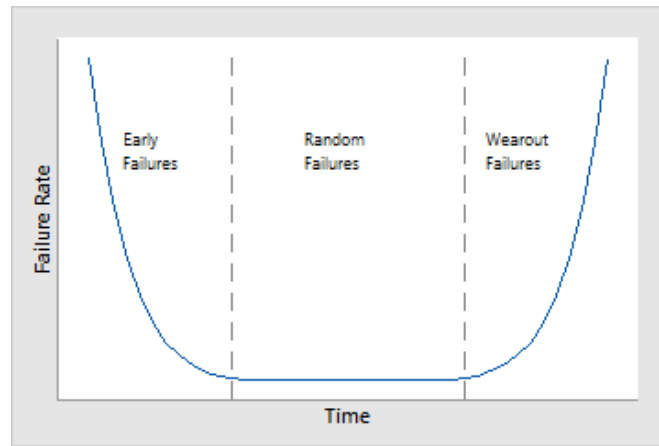 Early
Failures
Random
Failures
Wearout
Failures
Failure Rate
Time